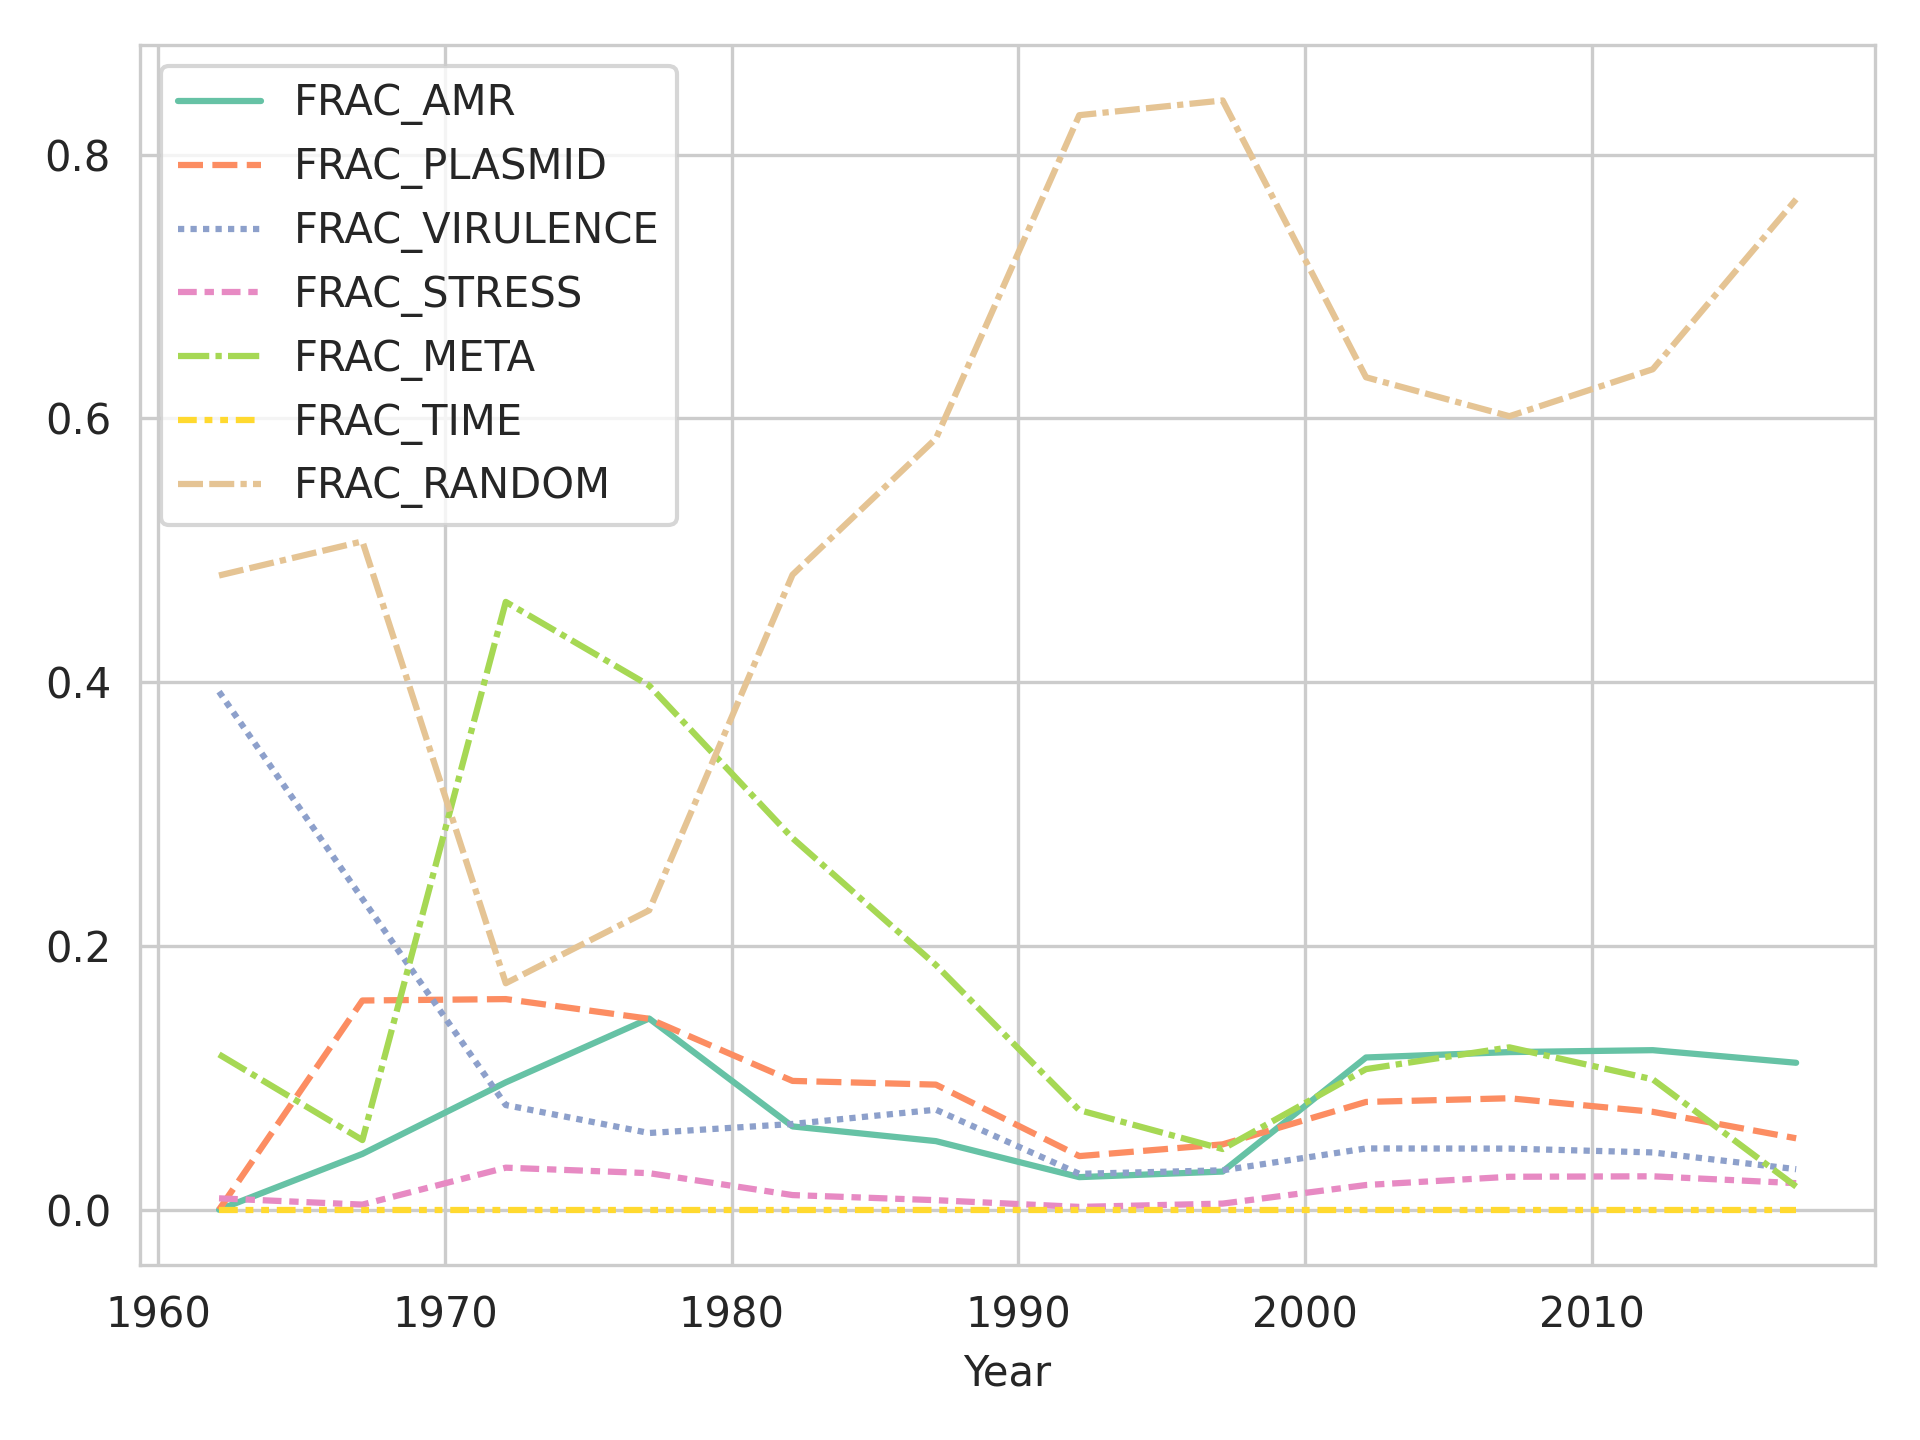 FRAC_AMR
FRAC_PLASMID
FRAC_VIRULENCE
FRAC_STRESS
FRAC_META
FRAC_TIME
FRAC_RANDOM
0.8
0.6
0.4
0.2
0.0
1960 1970 1980 1990 2000 2010
Year